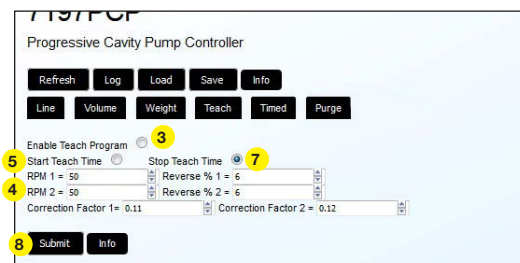 7197PCP
Progressive Cavity Pump Controller
Refresh Log Load Save Info
Line Volume Weight Teach Timed Purge
Enable Teach Program 3
5 Start Teach Time Stop Teach Time 7
RPM 1 = 50 Reverse % 1 = 6
4 RPM 2 = 50 Reverse % 2 = 6
Correction Factor 1= 0.11 Correction Factor 2 = 0.12
8 Submit Info